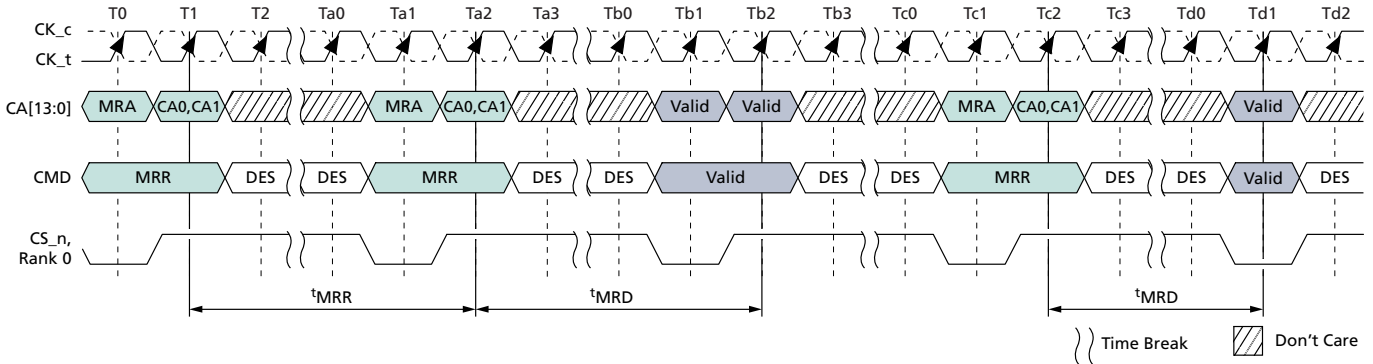 T0 T1 T2 Ta0 Ta1 Ta2 Ta3 Tb0 Tb1 Tb2 Tb3 Tc0 Tc1 Tc2 Tc3 Td0 Td1 Td2
CK_c
CK_t
CA[13:0] MRA CA0,CA1 MRA CA0,CA1 Valid Valid MRA CA0,CA1 Valid
CMD MRR DES DES MRR DES DES Valid DES DES MRR DES DES Valid DES
CS_n,
Rank 0
tMRR tMRD tMRD
Time Break Don't Care